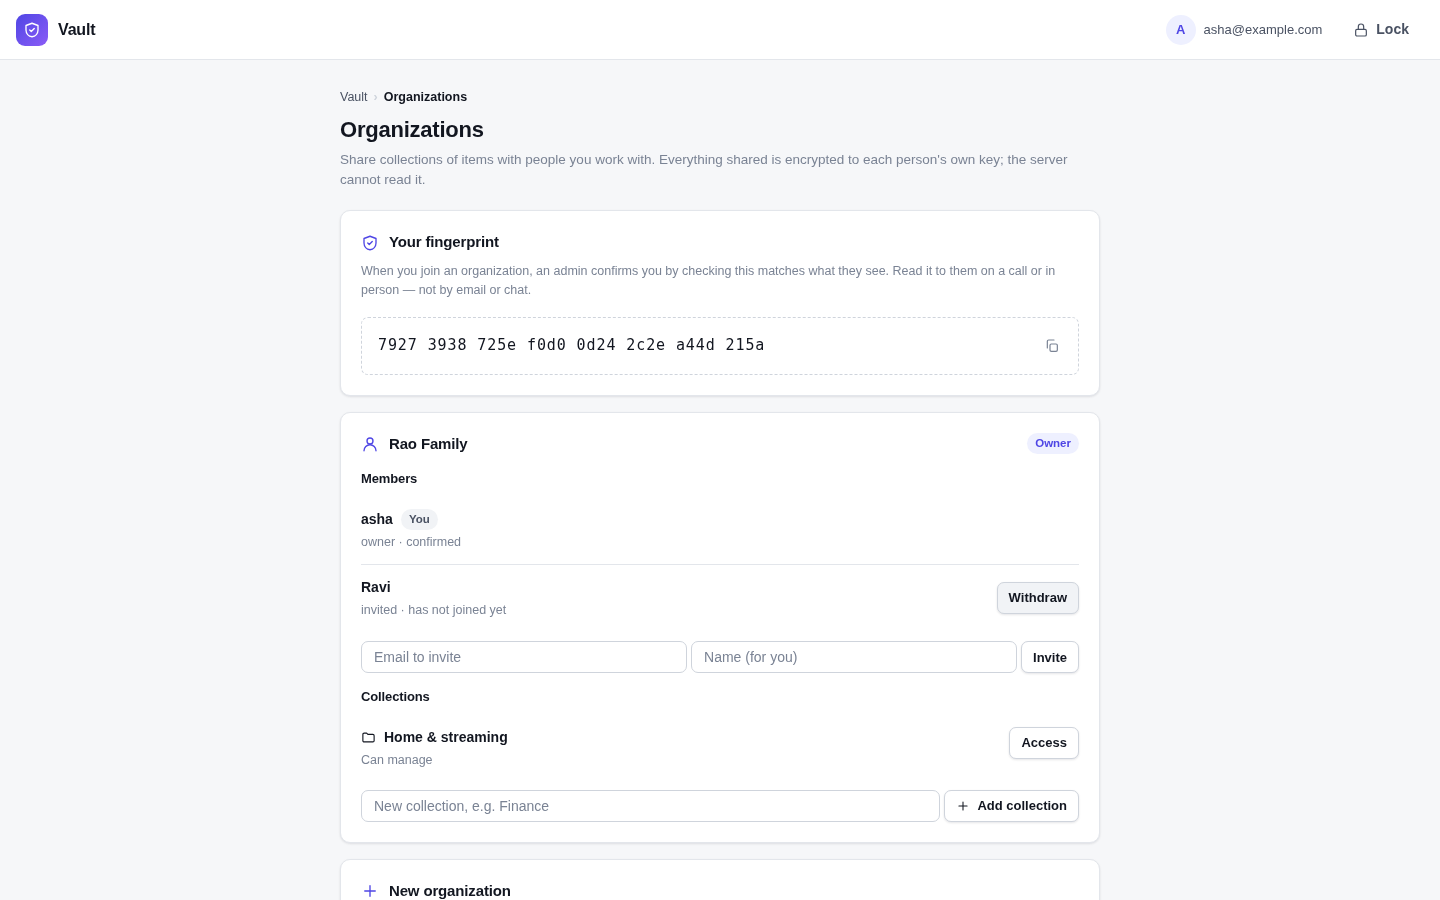 Vault
A
asha@example.com
Lock
Vault › Organizations
Organizations
Share collections of items with people you work with. Everything shared is encrypted to each person's own key; the server
cannot read it.
Your fingerprint
When you join an organization, an admin confirms you by checking this matches what they see. Read it to them on a call or in
person — not by email or chat.
7927 3938 725e f0d0 0d24 2c2e a44d 215a
Rao Family
Owner
Members
asha You
owner · confirmed
Ravi
invited · has not joined yet
Withdraw
Email to invite
Name (for you)
Invite
Collections
Home & streaming
Can manage
Access
New collection, e.g. Finance
Add collection
New organization